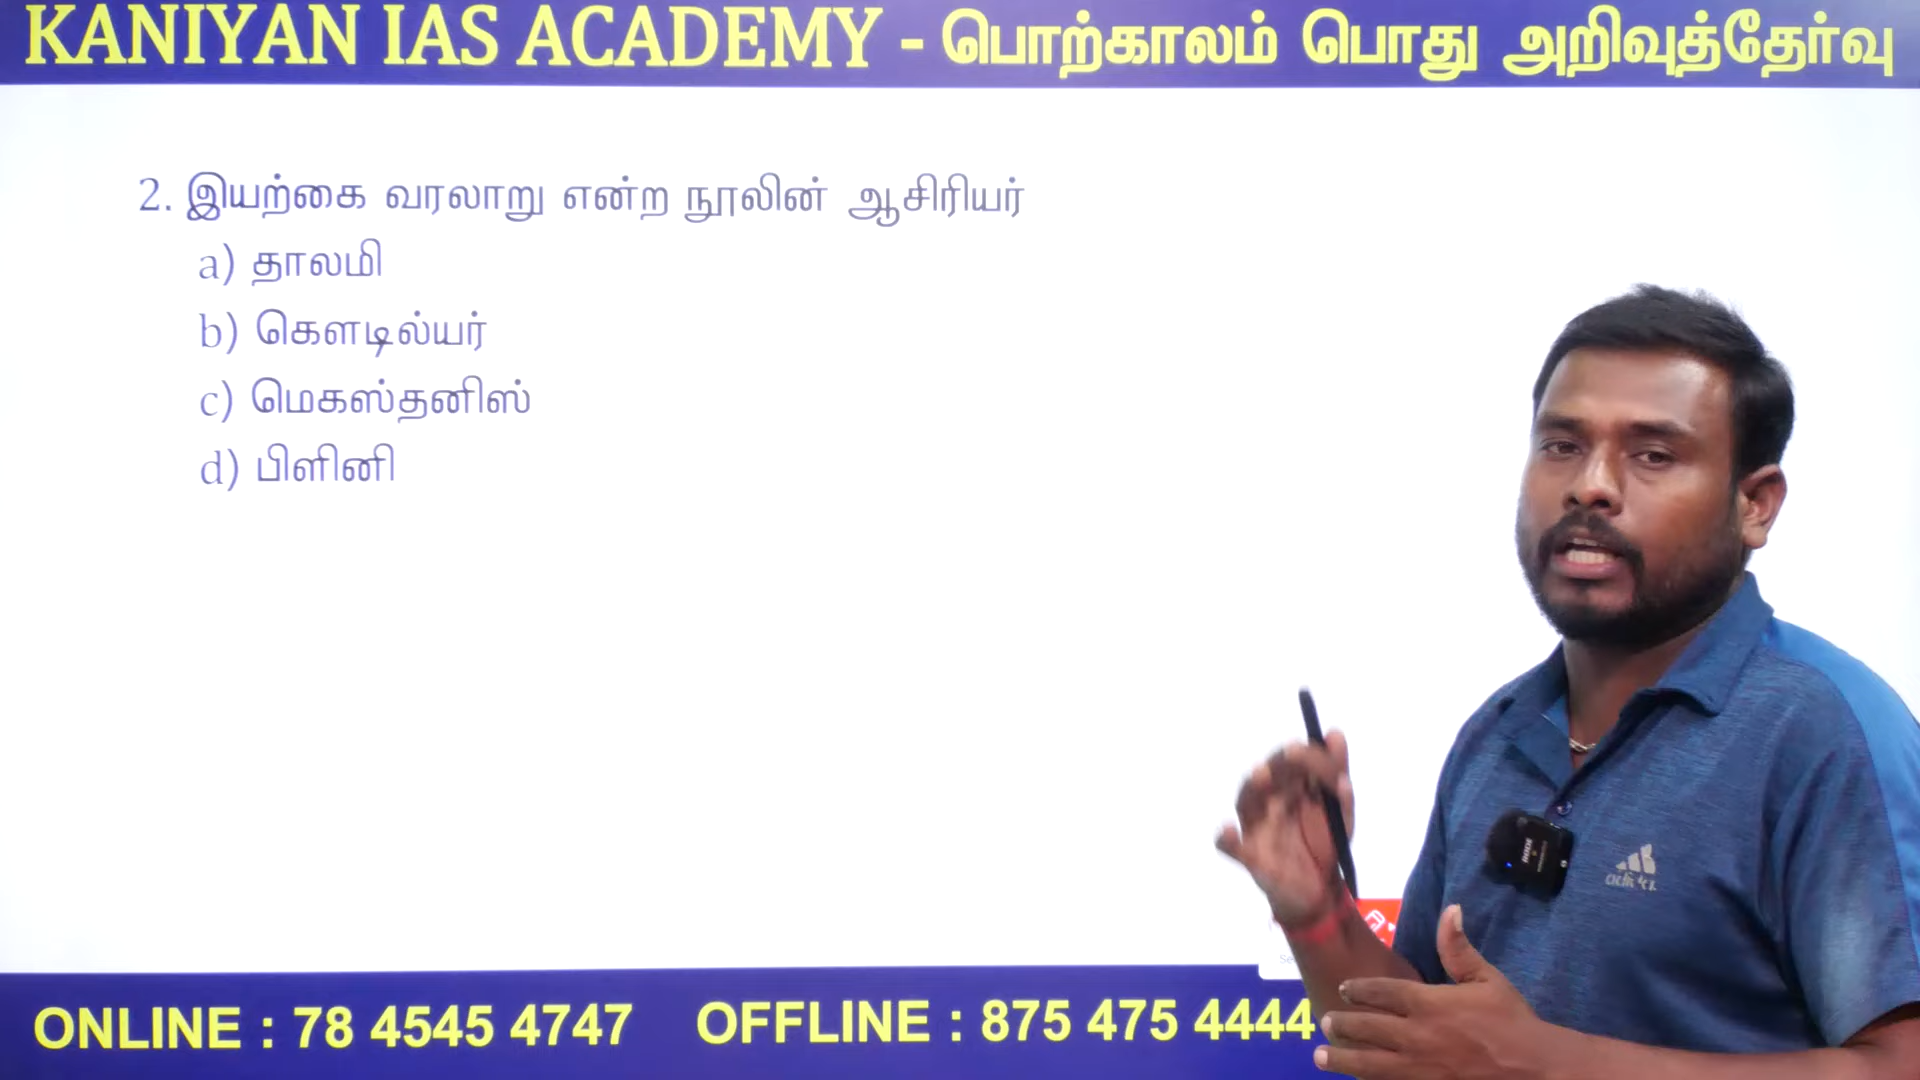 KANIYAN IAS ACADEMY - பொற்காலம் பொது அறிவுத்தேர்வு
2. இயற்கை வரலாறு என்ற நூலின் ஆசிரியர்
a) தாலமி
b) கௌடில்யர்
c) மெகஸ்தனிஸ்
d) பிளினி
RODE
ONLINE : 78 4545 4747 OFFLINE : 875 475 4444